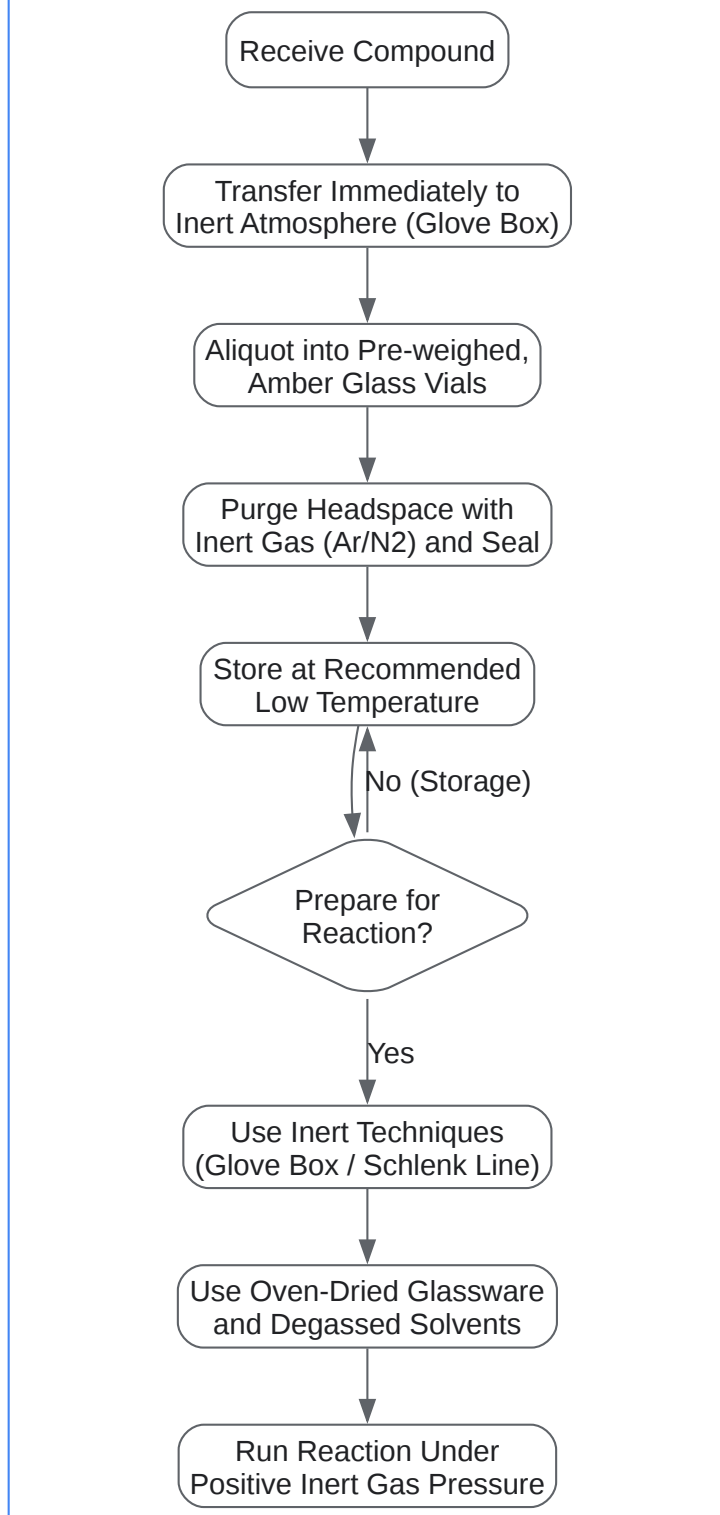 Receive Compound
Transfer Immediately to
Inert Atmosphere (Glove Box)
Aliquot into Pre-weighed,
Amber Glass Vials
Purge Headspace with
Inert Gas (Ar/N2) and Seal
Store at Recommended
Low Temperature
No (Storage)
Prepare for
Reaction?
Yes
Use Inert Techniques
(Glove Box / Schlenk Line)
Use Oven-Dried Glassware
and Degassed Solvents
Run Reaction Under
Positive Inert Gas Pressure